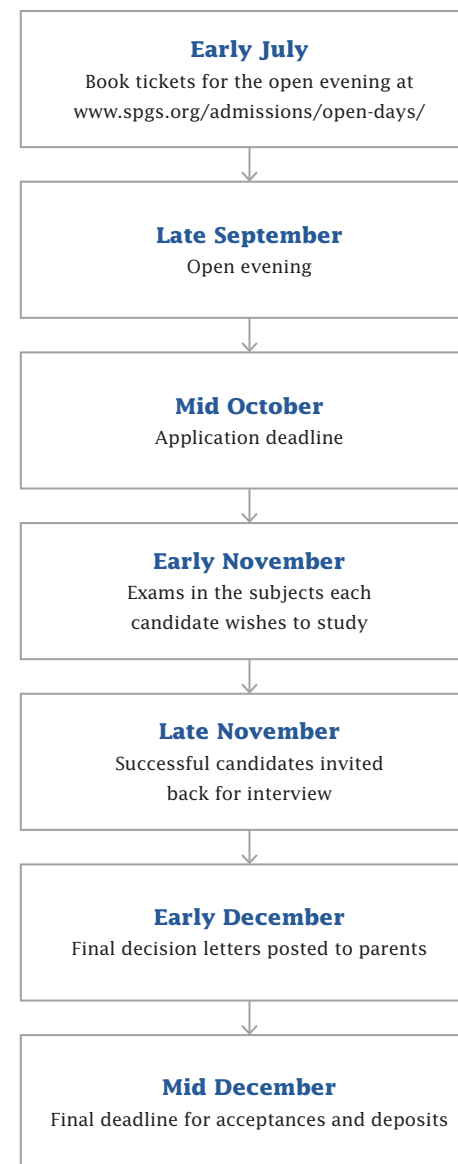 Early July
Book tickets for the open evening at
www.spgs.org/admissions/open-days/
Late September
Open evening
Mid October
Application deadline
Early November
Exams in the subjects each
candidate wishes to study
Late November
Successful candidates invited
back for interview
Early December
Final decision letters posted to parents
Mid December
Final deadline for acceptances and deposits